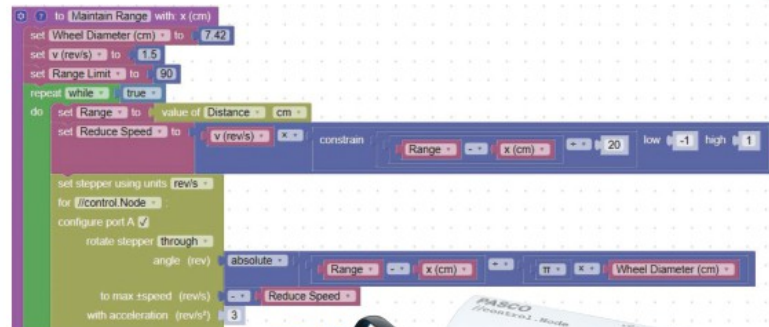 to Maintain Range with: x (cm)
set Wheel Diameter (cm) to 7.42
set v (rev/s) to 1.5
set Range Limit to 90
repeat while true
do set Range to value of Distance cm
set Reduce Speed to v (rev/s) × constrain Range - x (cm) ÷ 20 low -1 high 1
set stepper using units rev/s
for //control.Node
configure port A
rotate stepper through
angle (rev) absolute Range - x (cm) ÷ π × Wheel Diameter (cm)
to max ±speed (rev/s) - Reduce Speed
with acceleration (rev/s²) 3
PASCO
//control.Node